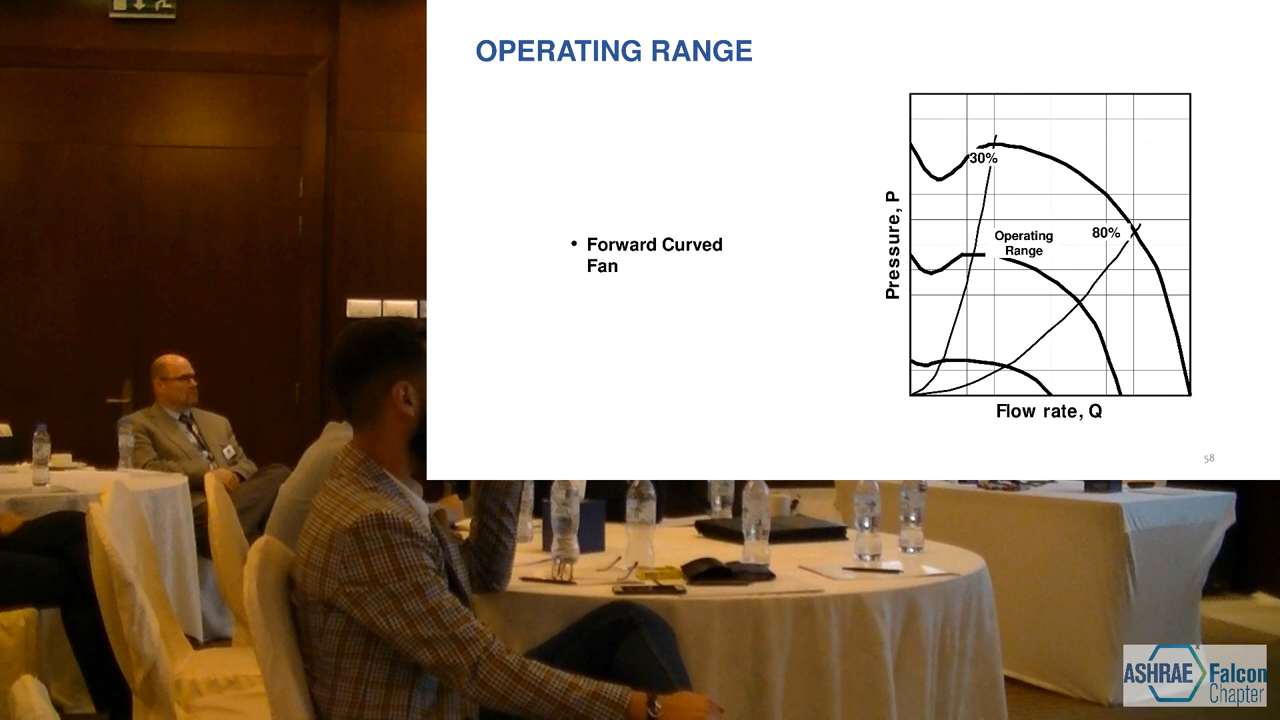 OPERATING RANGE
• Forward Curved
Fan
30%
80%
Operating
Range
Pressure, P
Flow rate, Q
58
ASHRAE Falcon
Chapter